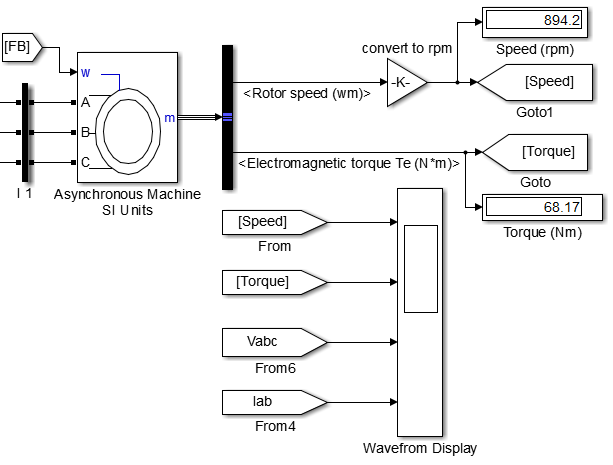 [FB]
w
A
B
C
m
I 1
Asynchronous Machine
SI Units
<Rotor speed (wm)>
convert to rpm
-K-
894.2
Speed (rpm)
[Speed]
Goto1
<Electromagnetic torque Te (N*m)>
[Torque]
Goto
68.17
Torque (Nm)
[Speed]
From
[Torque]
Vabc
From6
Iab
From4
Wavefrom Display